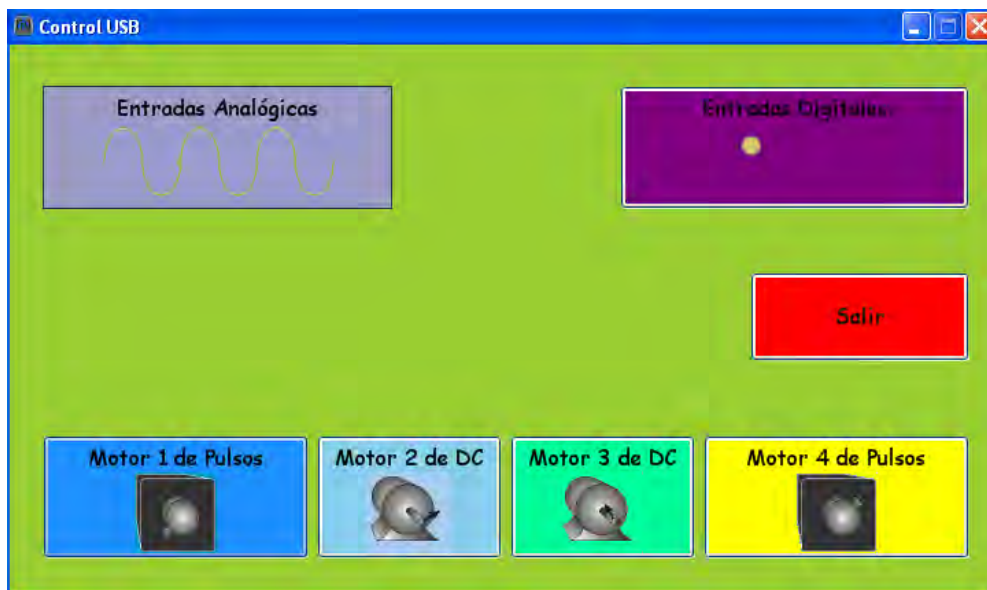 Control USB
Entradas Analógicas
Entradas Digitales
Salir
Motor 1 de Pulsos
Motor 2 de DC
Motor 3 de DC
Motor 4 de Pulsos